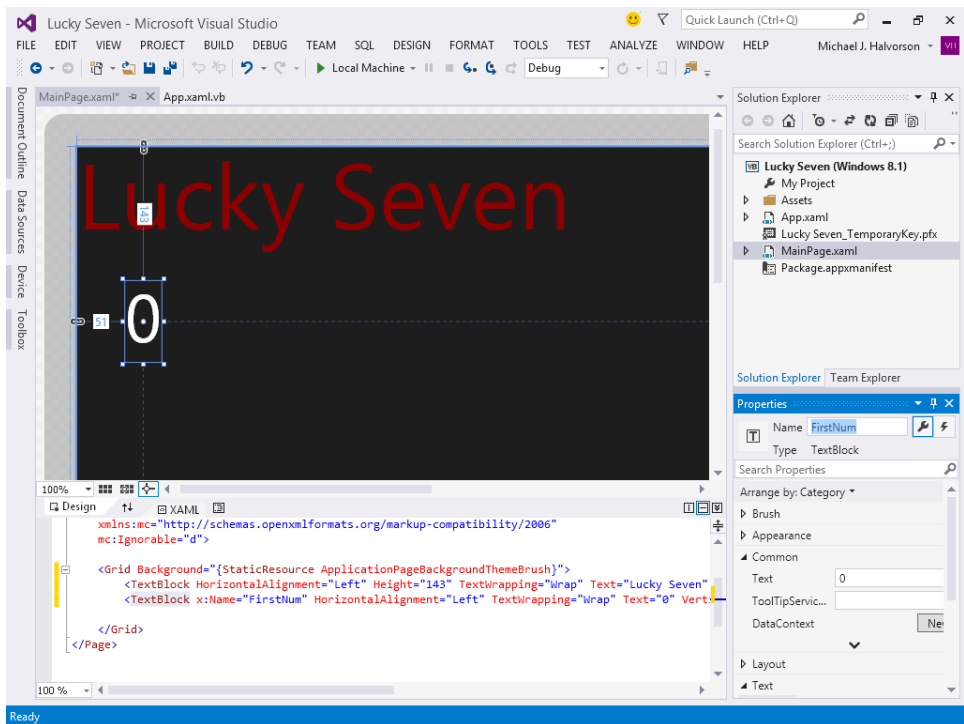 Lucky Seven - Microsoft Visual Studio
Quick Launch (Ctrl+Q)
FILE EDIT VIEW PROJECT BUILD DEBUG TEAM SQL DESIGN FORMAT TOOLS TEST ANALYZE WINDOW HELP
Michael J. Halvorson
VII
Local Machine
Debug
Document Outline
Data Sources
Device
Toolbox
MainPage.xaml*
App.xaml.vb
Lucky Seven
143
51
0
100%
Design
XAML
xmlns:mc="http://schemas.openxmlformats.org/markup-compatibility/2006"
mc:Ignorable="d">
<Grid Background="{StaticResource ApplicationPageBackgroundThemeBrush}">
<TextBlock HorizontalAlignment="Left" Height="143" TextWrapping="Wrap" Text="Lucky Seven"
<TextBlock x:Name="FirstNum" HorizontalAlignment="Left" TextWrapping="Wrap" Text="0" Vert
</Grid>
</Page>
100 %
Solution Explorer
Search Solution Explorer (Ctrl+;)
VB Lucky Seven (Windows 8.1)
My Project
Assets
App.xaml
Lucky Seven_TemporaryKey.pfx
MainPage.xaml
Package.appxmanifest
Solution Explorer Team Explorer
Properties
Name FirstNum
Type TextBlock
Search Properties
Arrange by: Category
Brush
Appearance
Common
Text 0
ToolTipServic...
DataContext Ne
Layout
Text
Ready